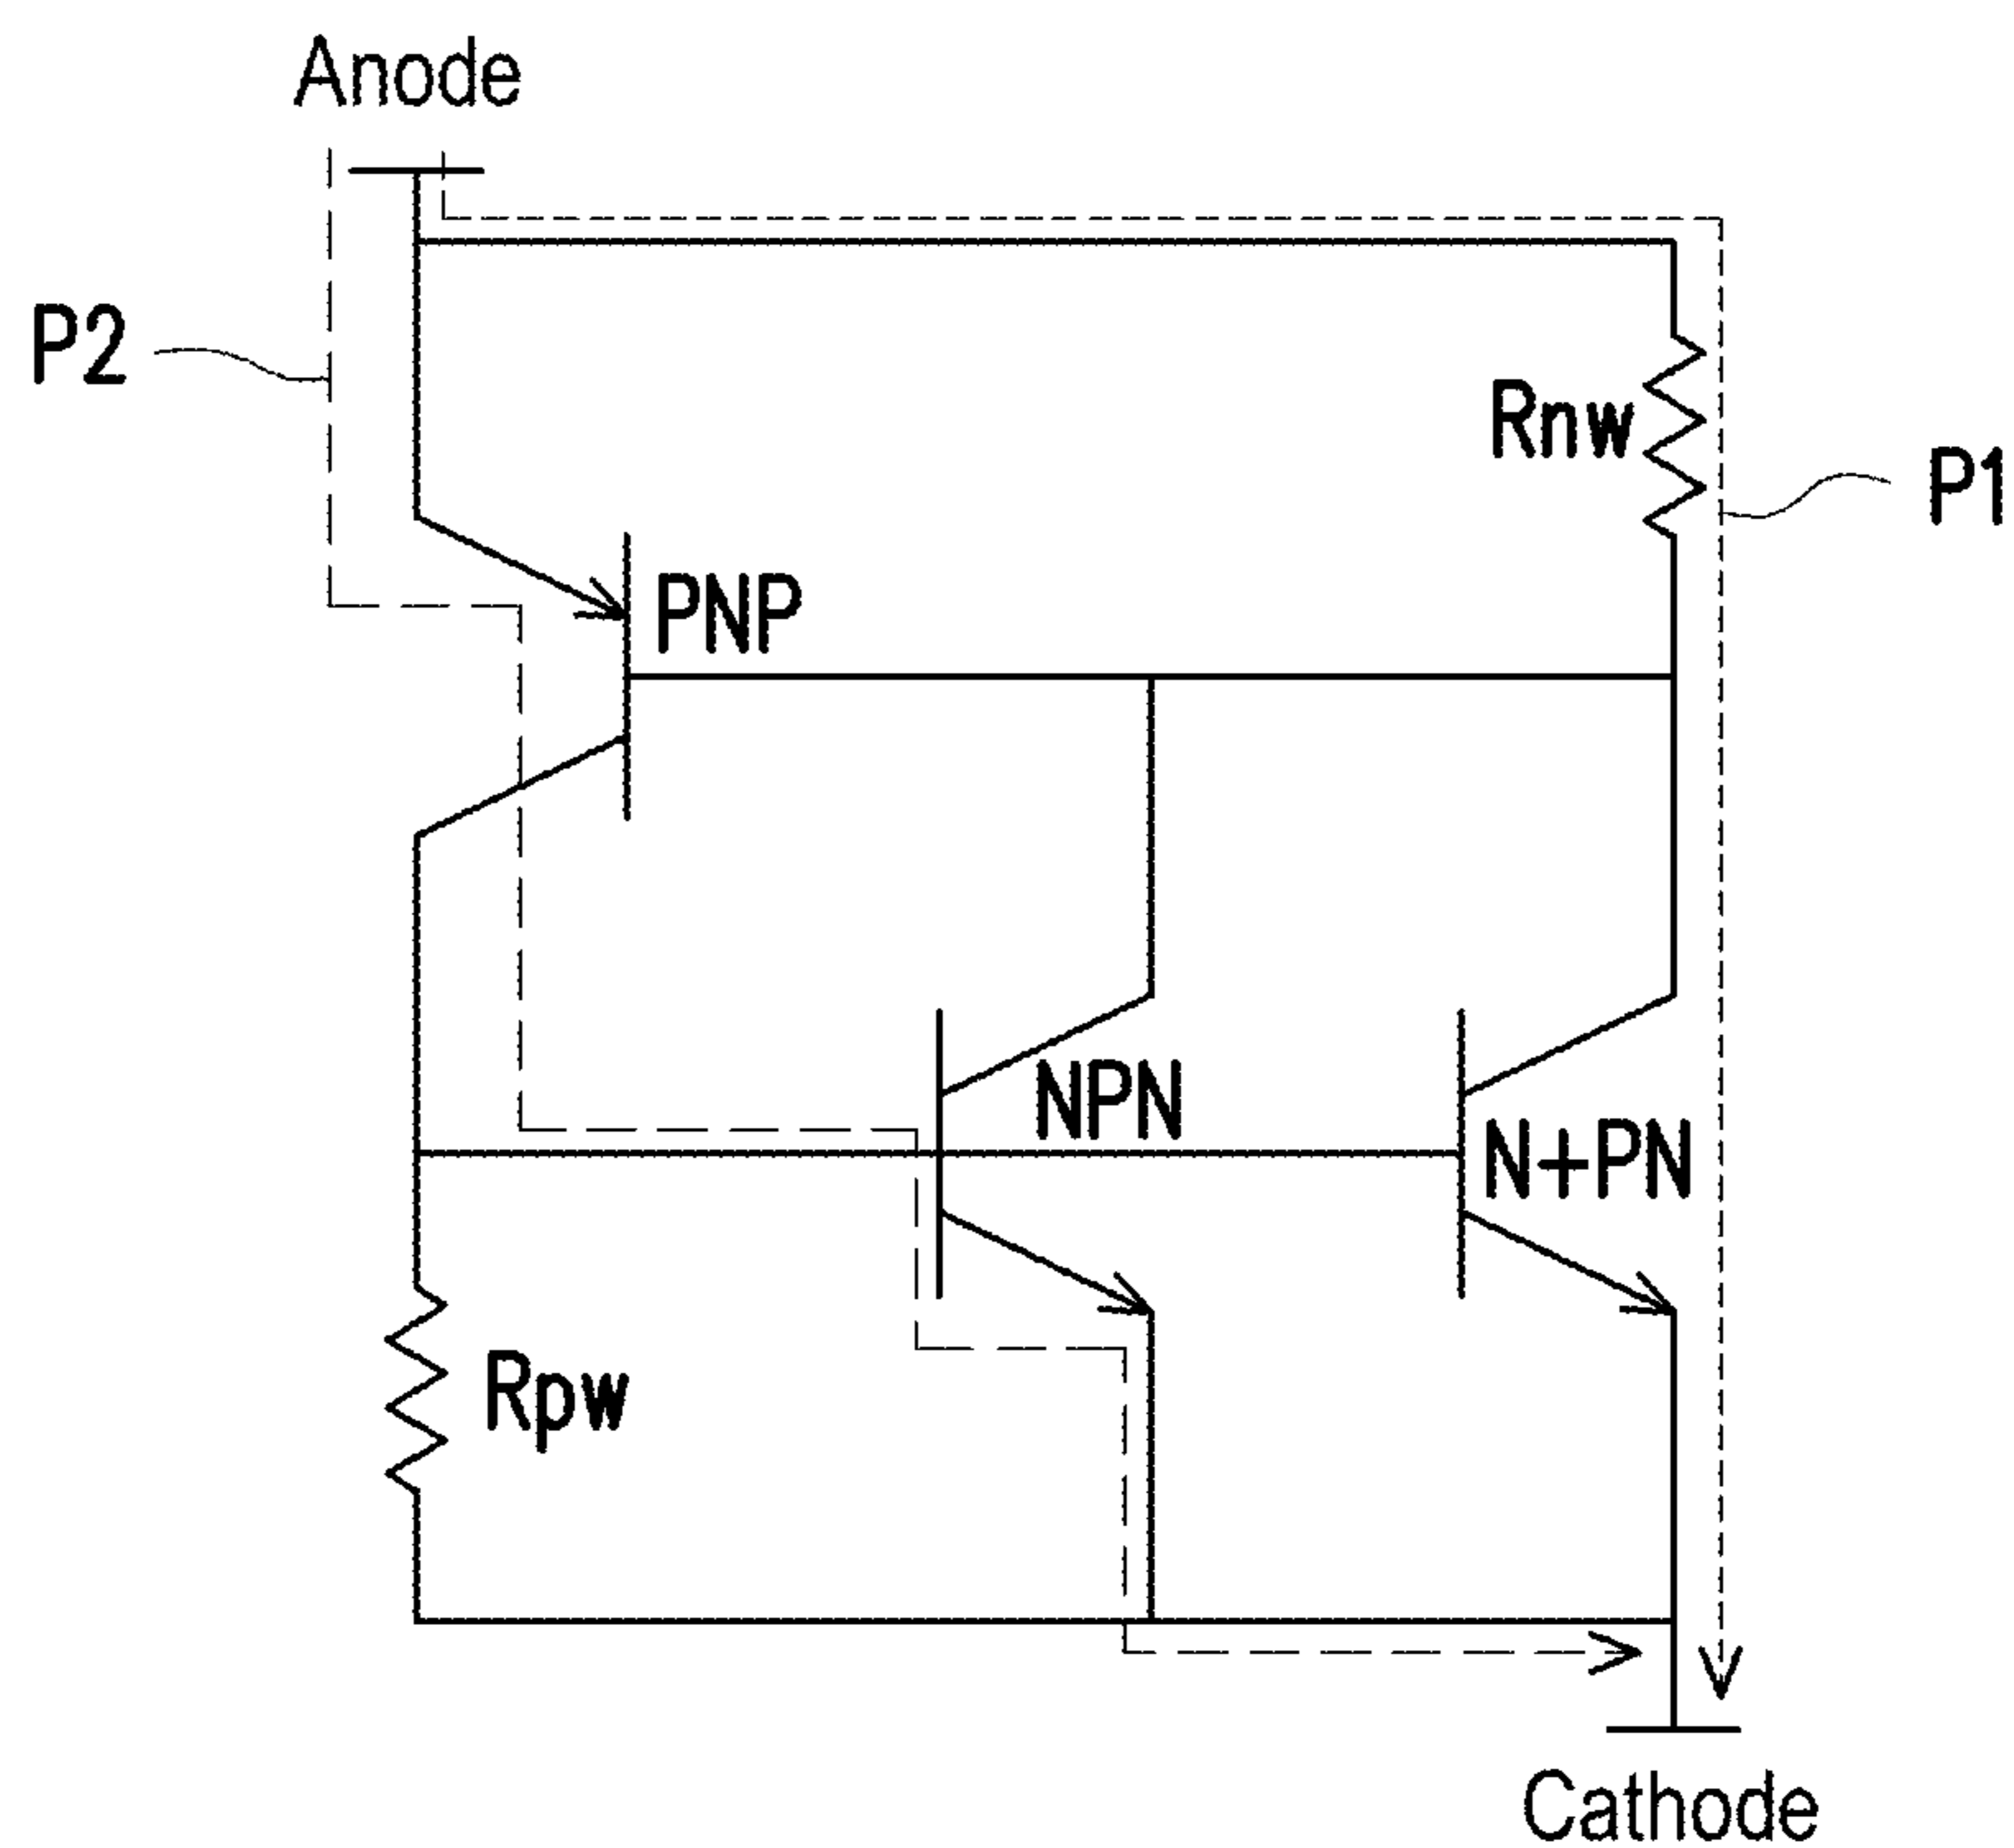 Anode
P2
Rnw
P1
PNP
NPN
N+PN
Rpw
Cathode